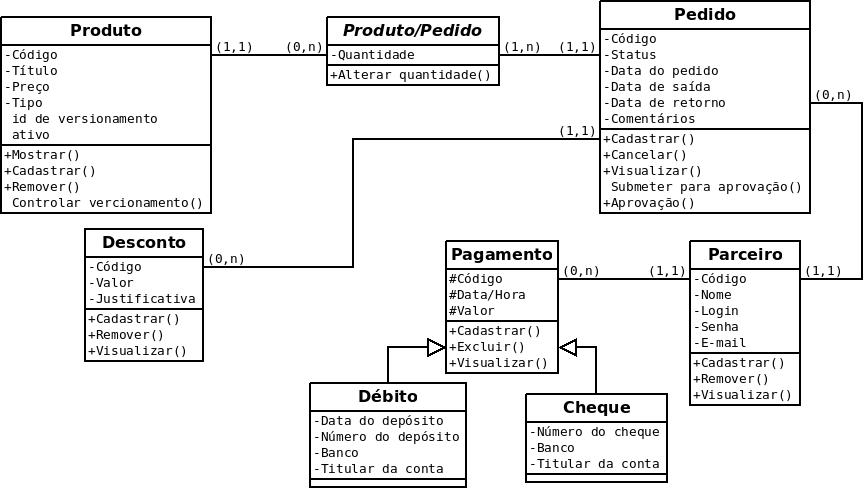 Produto
-Código
-Título
-Preço
-Tipo
id de versionamento
ativo
+Mostrar()
+Cadastrar()
+Remover()
Controlar vercionamento()
(1,1)
(0,n)
Produto/Pedido
-Quantidade
+Alterar quantidade()
(1,n)
(1,1)
Pedido
-Código
-Status
-Data do pedido
-Data de saída
-Data de retorno
-Comentários
+Cadastrar()
+Cancelar()
+Visualizar()
Submeter para aprovação()
+Aprovação()
(0,n)
(1,1)
Desconto
-Código
-Valor
-Justificativa
+Cadastrar()
+Remover()
+Visualizar()
(0,n)
Pagamento
#Código
#Data/Hora
#Valor
+Cadastrar()
+Excluir()
+Visualizar()
(0,n)
(1,1)
Parceiro
-Código
-Nome
-Login
-Senha
-E-mail
+Cadastrar()
+Remover()
+Visualizar()
(1,1)
Débito
-Data do depósito
-Número do depósito
-Banco
-Titular da conta
Cheque
-Número do cheque
-Banco
-Titular da conta